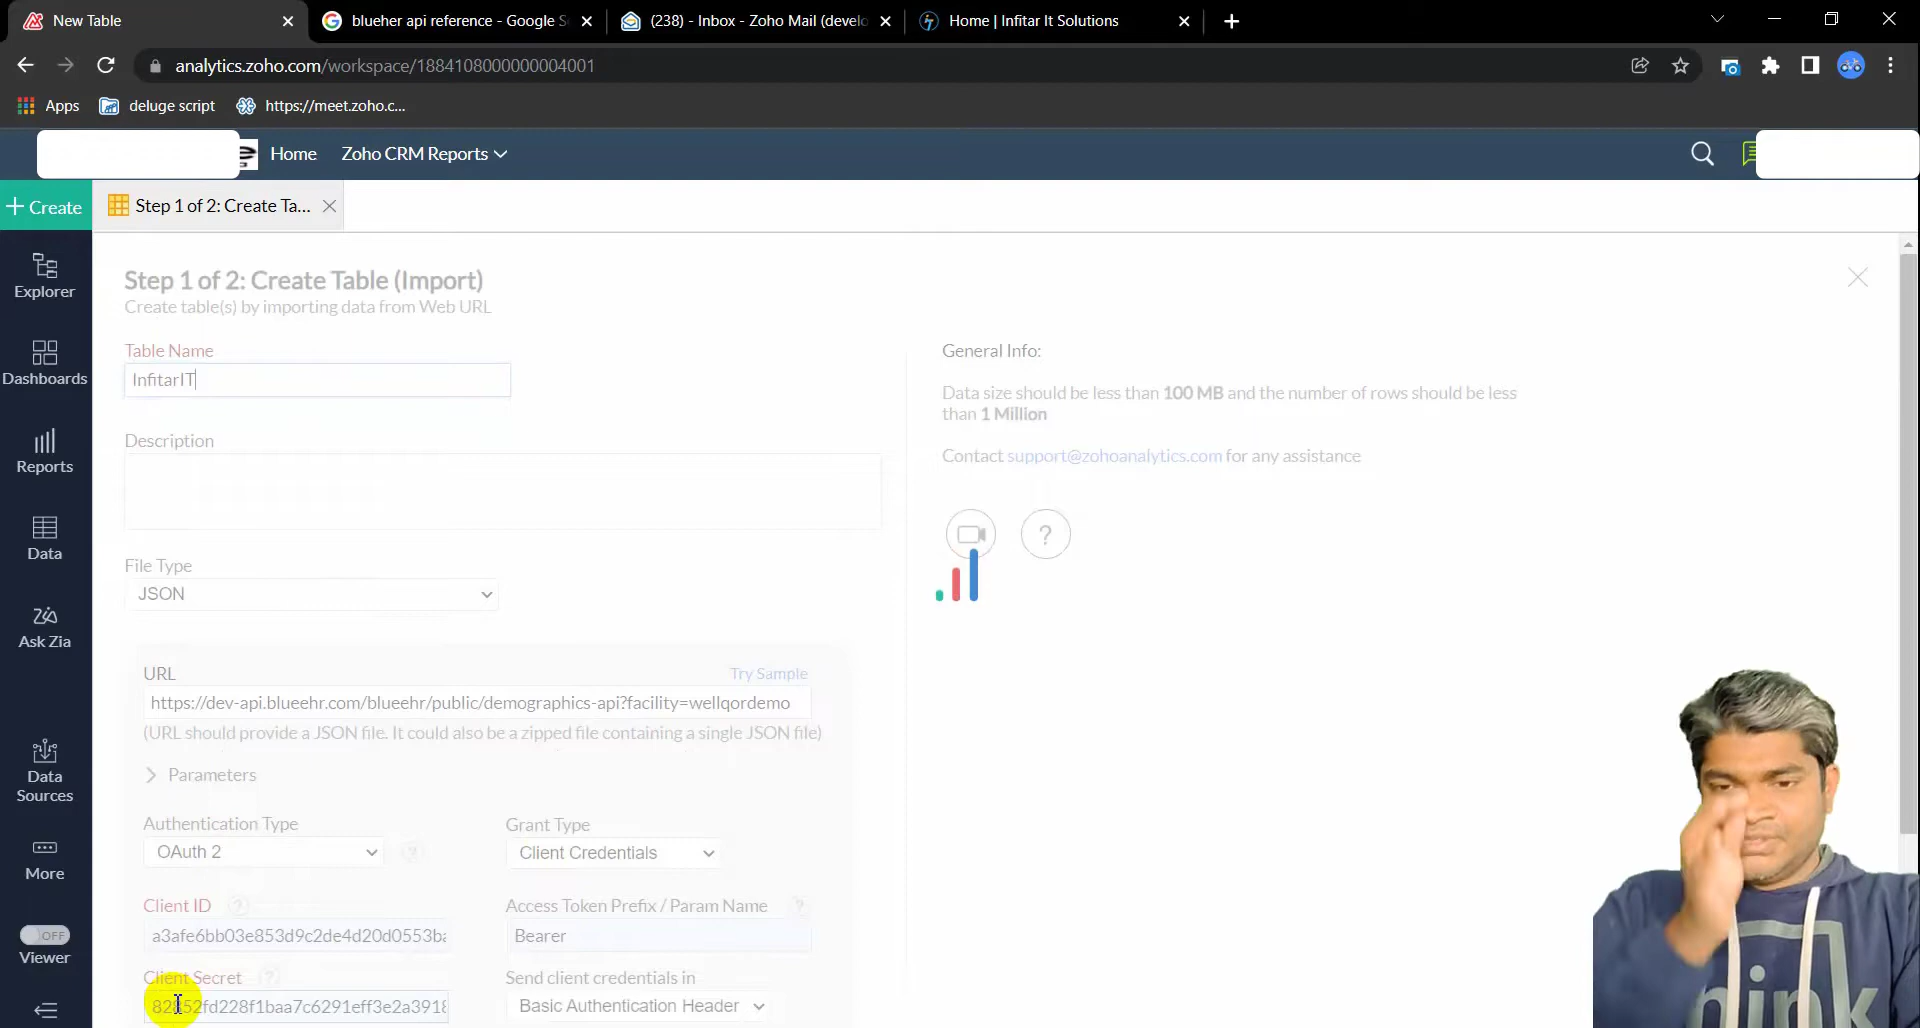 New Table
blueher api reference - Google S
(238) - Inbox - Zoho Mail (develo
Home | Infitar It Solutions
analytics.zoho.com/workspace/1884108000000004001
Apps
deluge script
https://meet.zoho.c...
Home
Zoho CRM Reports
+ Create
Step 1 of 2: Create Ta...
Explorer
Dashboards
Reports
Data
Ask Zia
Data
Sources
More
OFF
Viewer
Step 1 of 2: Create Table (Import)
Create table(s) by importing data from Web URL
Table Name
InfitarIT
Description
File Type
JSON
URL
Try Sample
https://dev-api.blueehr.com/blueehr/public/demographics-api?facility=wellqordemo
(URL should provide a JSON file. It could also be a zipped file containing a single JSON file)
Parameters
Authentication Type
OAuth 2
?
Grant Type
Client Credentials
Client ID ?
a3afe6bb03e853d9c2de4d20d0553ba
Access Token Prefix / Param Name ?
Bearer
Client Secret ?
82852fd228f1baa7c6291eff3e2a3918
Send client credentials in
Basic Authentication Header
General Info:
Data size should be less than 100 MB and the number of rows should be less
than 1 Million
Contact support@zohoanalytics.com for any assistance
?